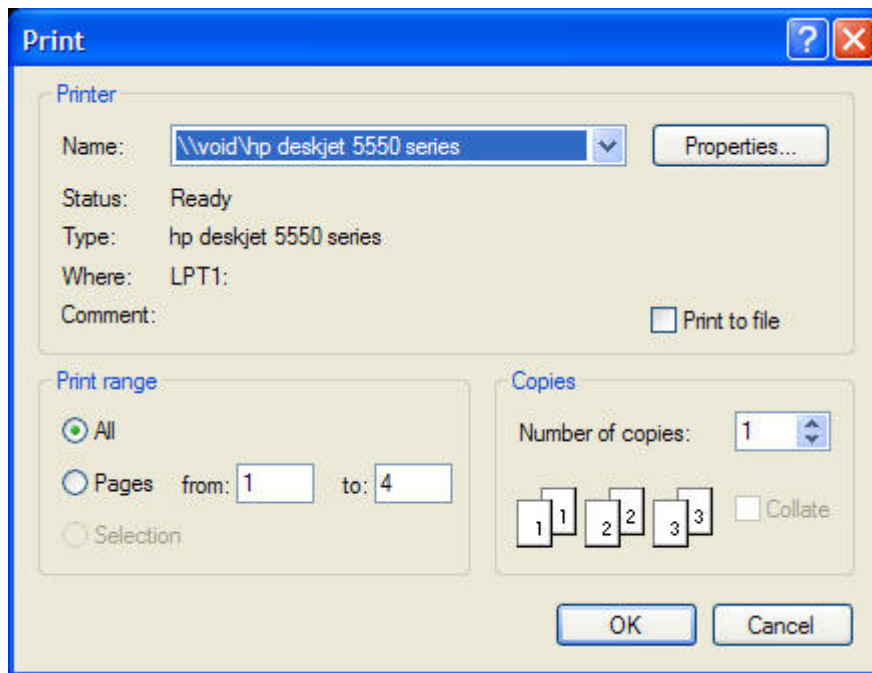 Print
Printer
Name: \\void\hp deskjet 5550 series Properties...
Status: Ready
Type: hp deskjet 5550 series
Where: LPT1:
Comment: Print to file
Print range
All
Pages from: 1 to: 4
Selection
Copies
Number of copies: 1
1 1 2 2 3 3 Collate
OK Cancel